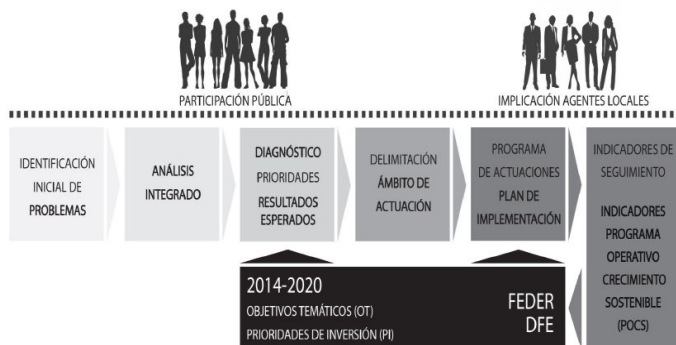 PARTICIPACIÓN PÚBLICA
IMPLICACIÓN AGENTES LOCALES
IDENTIFICACIÓN
INICIAL DE
PROBLEMAS
ANÁLISIS
INTEGRADO
DIAGNÓSTICO
PRIORIDADES
RESULTADOS
ESPERADOS
DELIMITACIÓN
ÁMBITO DE
ACTUACIÓN
PROGRAMA
DE ACTUACIONES
PLAN DE
IMPLEMENTACIÓN
INDICADORES DE
SEGUIMIENTO
INDICADORES
PROGRAMA
OPERATIVO
CRECIMIENTO
SOSTENIBLE
(POCS)
2014-2020
OBJETIVOS TEMÁTICOS (OT)
PRIORIDADES DE INVERSIÓN (PI)
FEDER
DFE